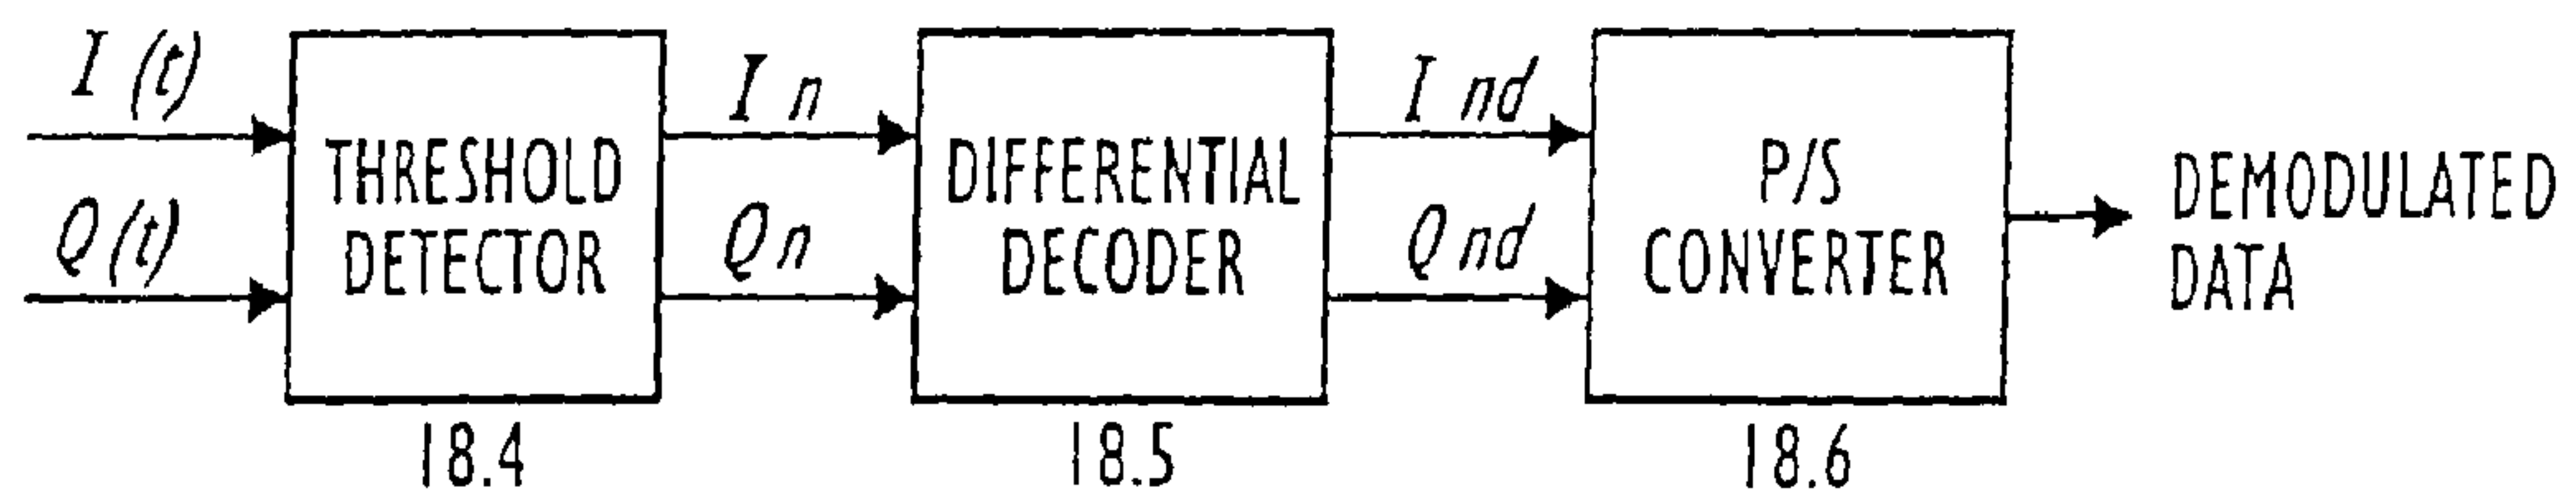 I (t)
Q (t)
THRESHOLD
DETECTOR
18.4
I n
Q n
DIFFERENTIAL
DECODER
18.5
I nd
Q nd
P/S
CONVERTER
18.6
DEMODULATED
DATA